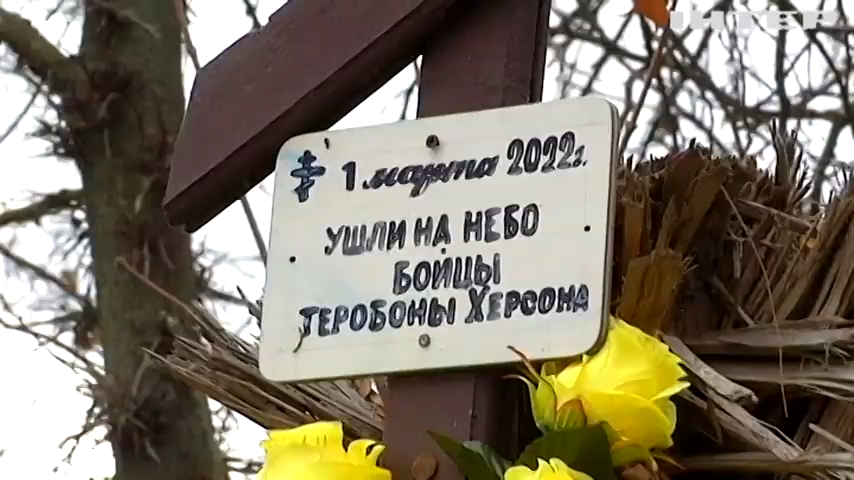 ІНТЕР
1 марта 2022г.
УШЛИ НА НЕБО
БОЙЦЫ
ТЕРОБОНЫ ХЕРСОНА